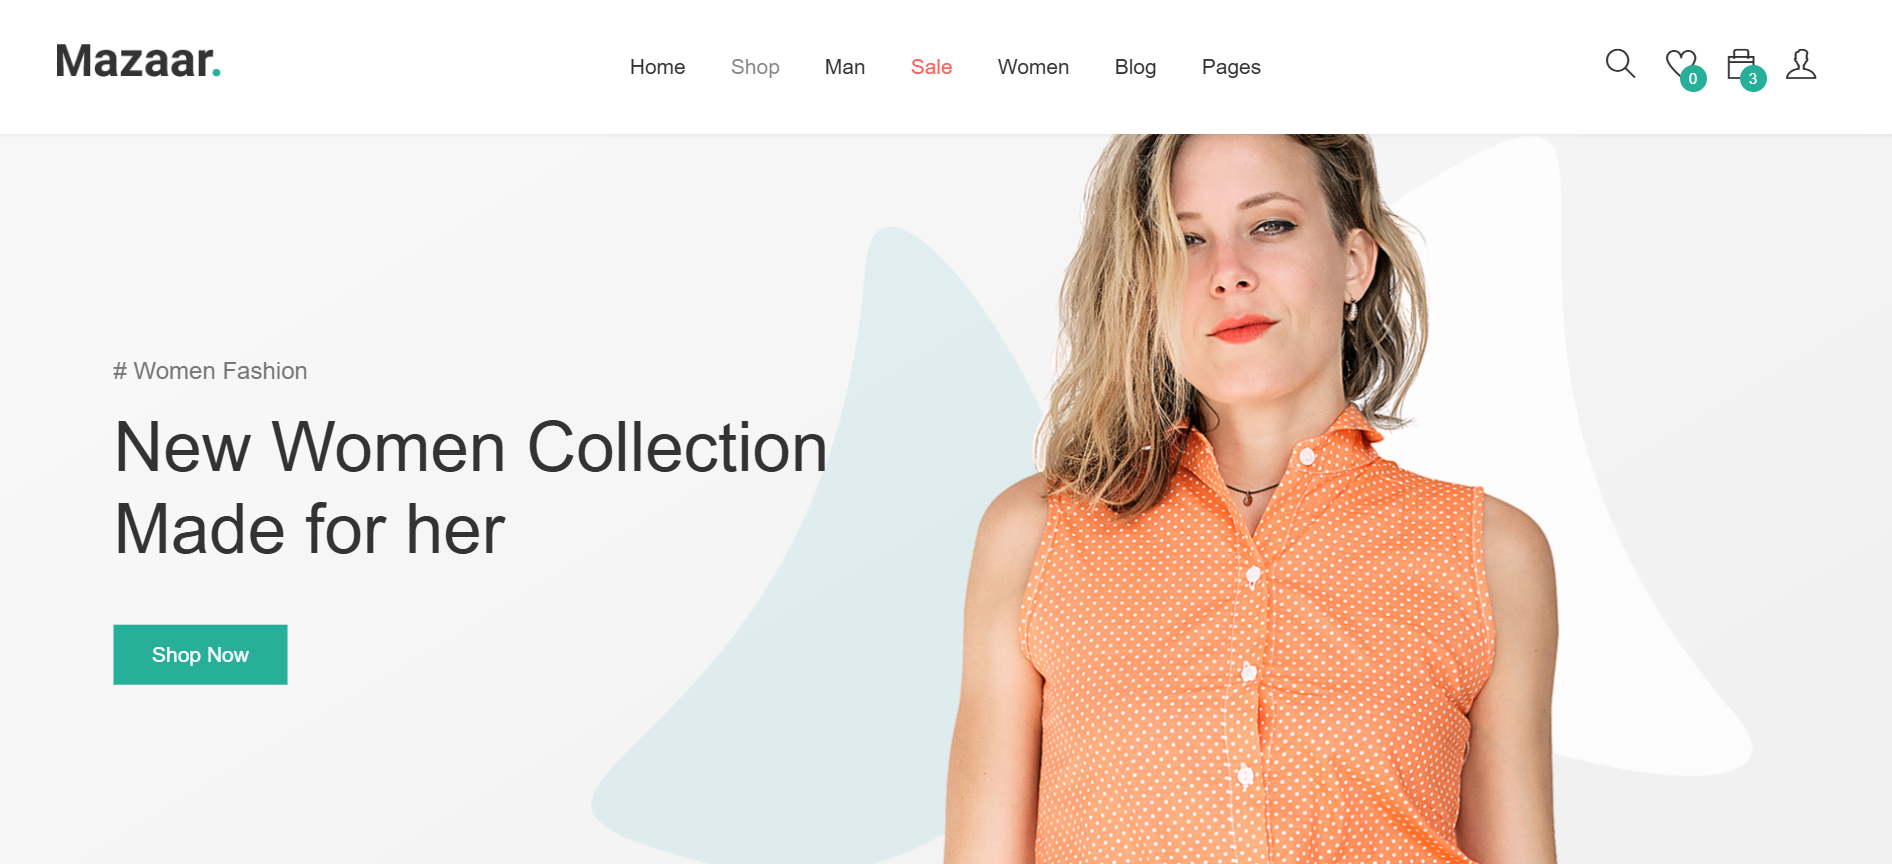 Mazaar.
Home Shop Man Sale Women Blog Pages
0 3
# Women Fashion
New Women Collection
Made for her
Shop Now